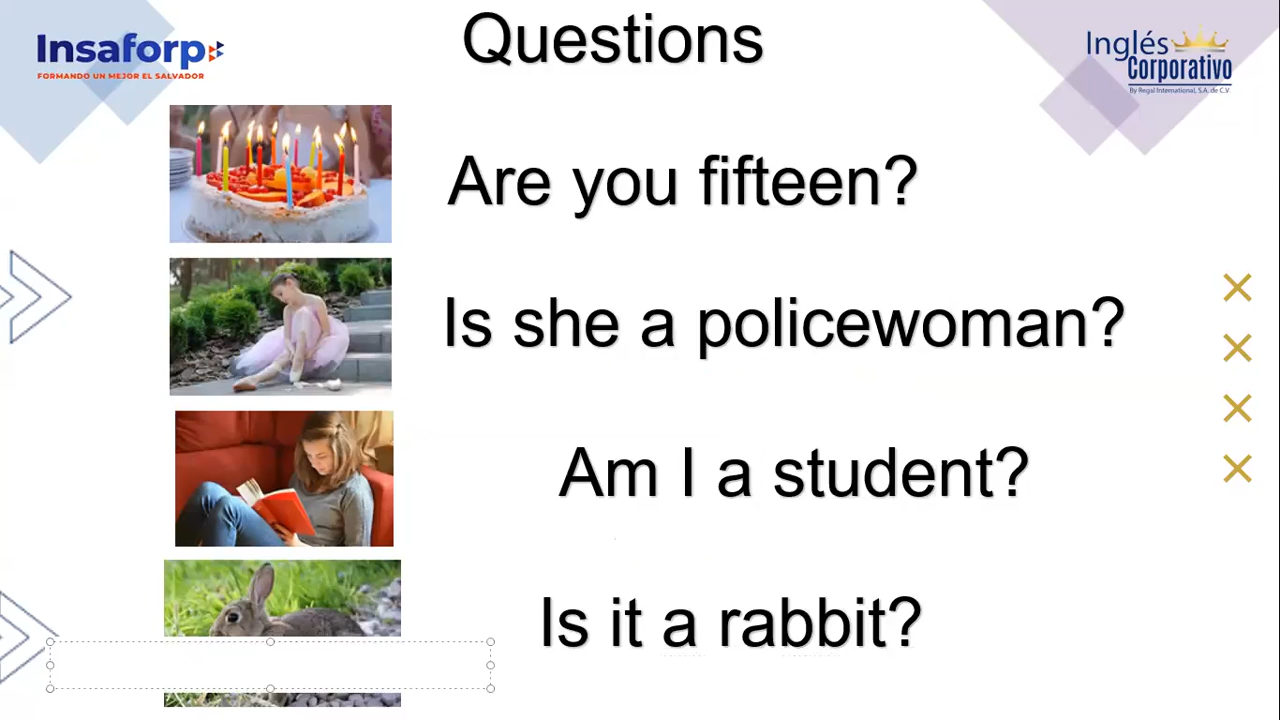 Questions
Insaforp
FORMANDO UN MEJOR EL SALVADOR
Inglés
Corporativo
By Regal International, S.A. de C.V.
Are you fifteen?
Is she a policewoman?
Am I a student?
Is it a rabbit?